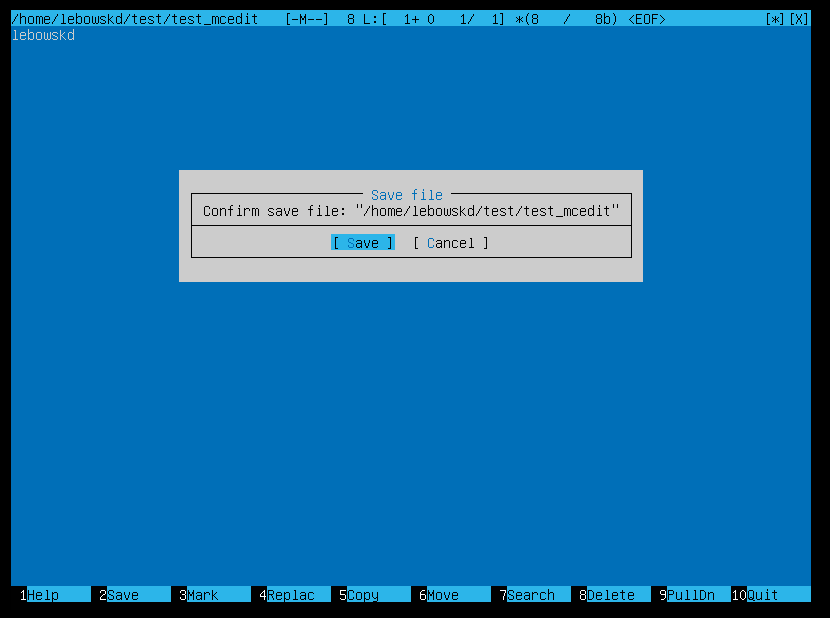 /home/lebowskd/test/test_mcedit   [-M--]  8 L:[  1+ 0   1/  1] *(8   /   8b) <EOF>            [*][X]
lebowskd
Save file
Confirm save file: "/home/lebowskd/test/test_mcedit"
[ Save ]  [ Cancel ]
1Help   2Save   3Mark   4Replac   5Copy   6Move   7Search   8Delete   9PullDn  10Quit